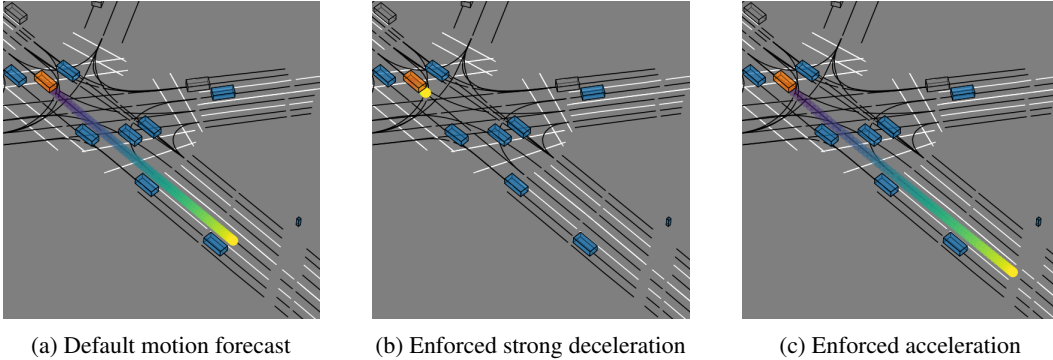 (a) Default motion forecast
(b) Enforced strong deceleration
(c) Enforced acceleration